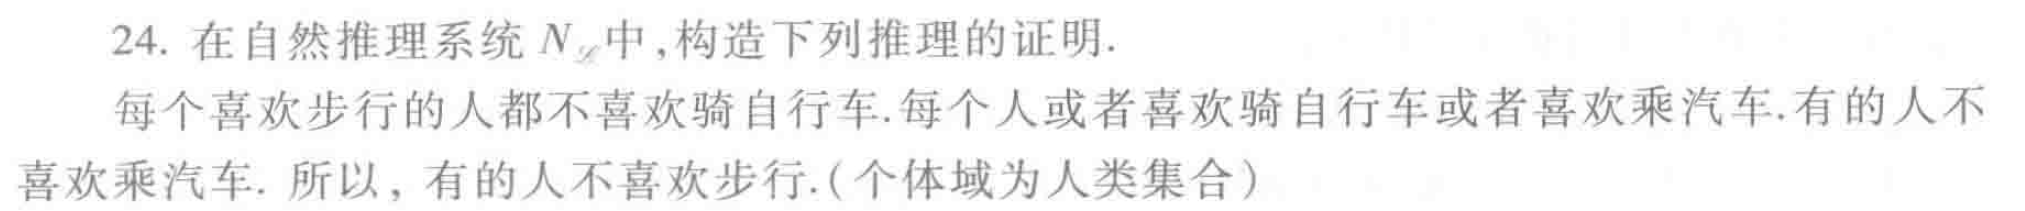 24. 在自然推理系统 N𝓛中,构造下列推理的证明.
每个喜欢步行的人都不喜欢骑自行车.每个人或者喜欢骑自行车或者喜欢乘汽车.有的人不
喜欢乘汽车. 所以, 有的人不喜欢步行.(个体域为人类集合)